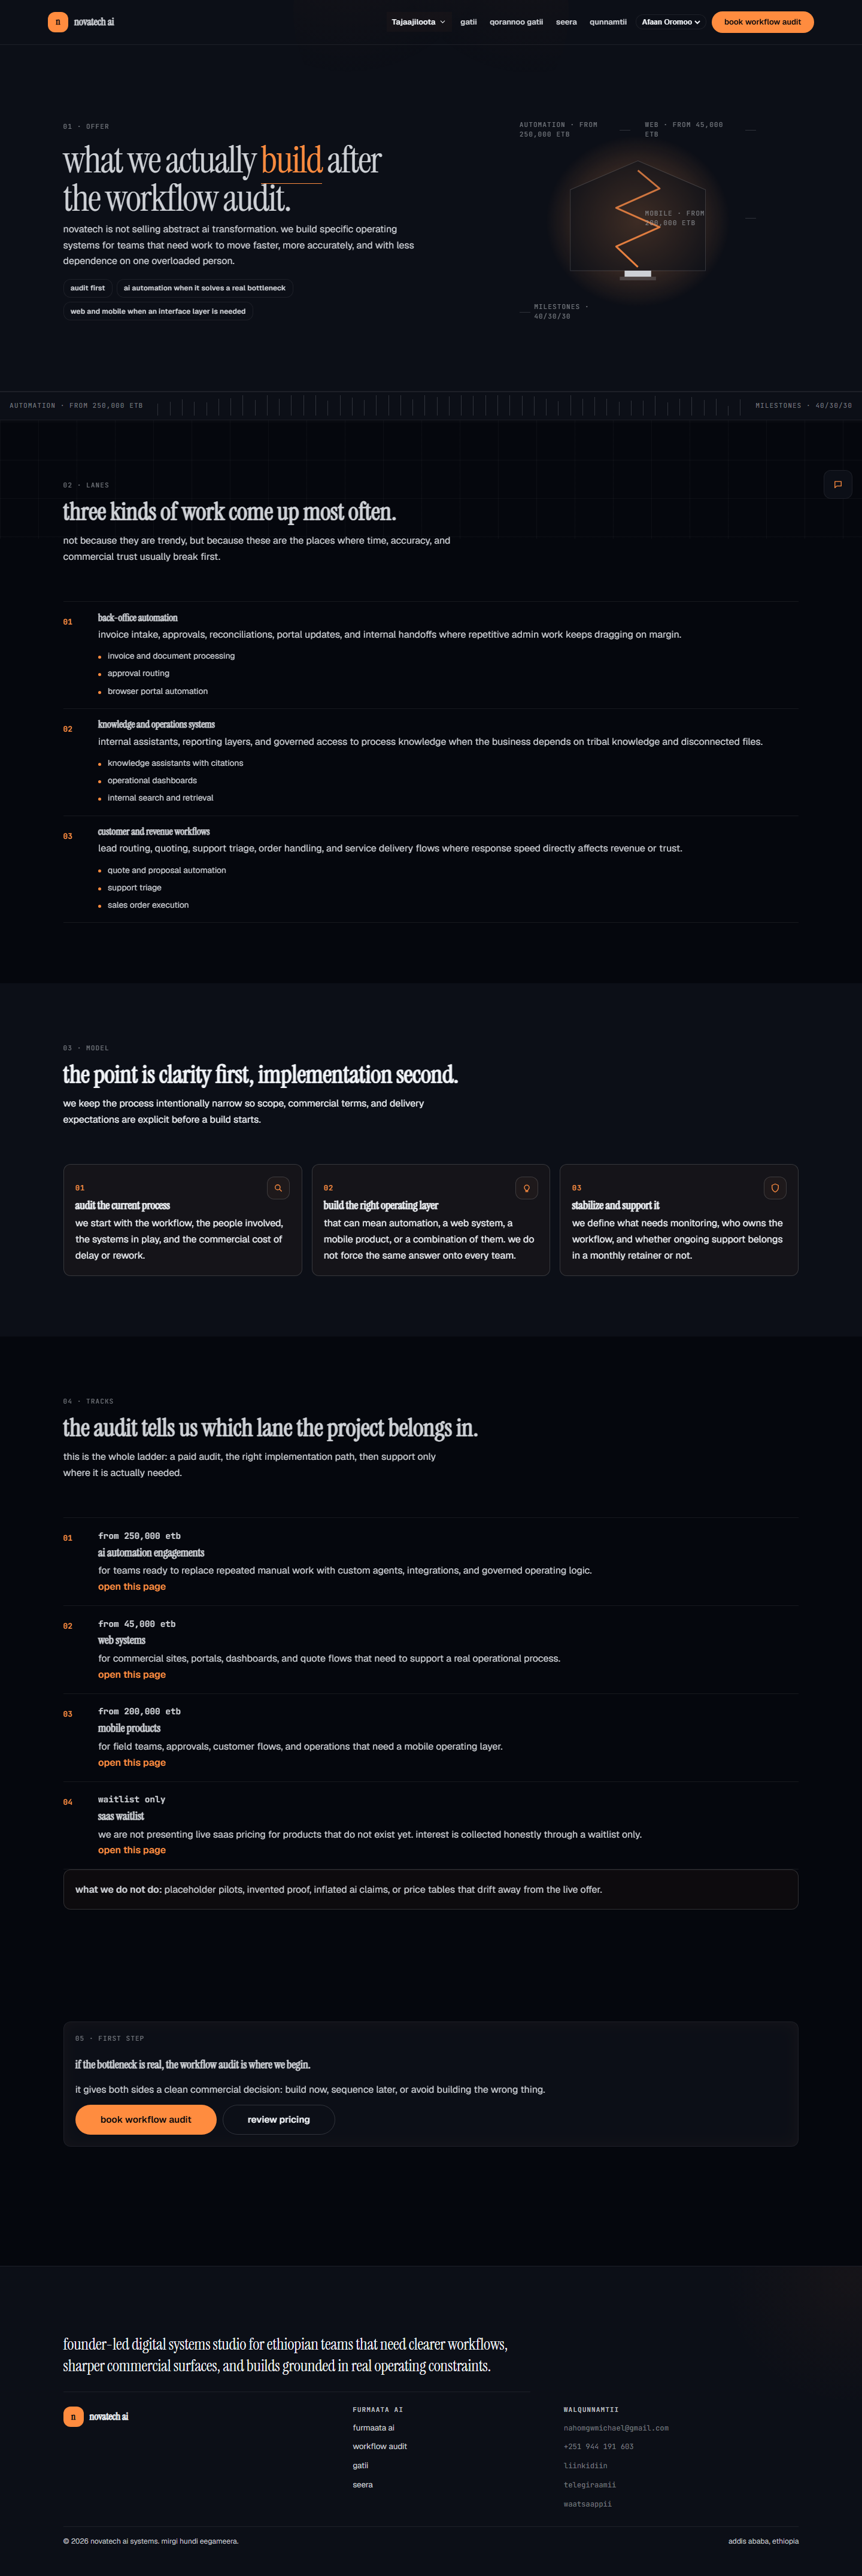 n novatech ai
Tajaajiloota
gatii
qorannoo gatii
seera
qunnamtii
Afaan Oromoo
book workflow audit
01 · OFFER
what we actually build after
the workflow audit.
novatech is not selling abstract ai transformation. we build specific operating
systems for teams that need work to move faster, more accurately, and with less
dependence on one overloaded person.
audit first
ai automation when it solves a real bottleneck
web and mobile when an interface layer is needed
AUTOMATION · FROM
250,000 ETB
WEB · FROM 45,000
ETB
MOBILE · FROM
200,000 ETB
MILESTONES ·
40/30/30
AUTOMATION · FROM 250,000 ETB
MILESTONES · 40/30/30
02 · LANES
three kinds of work come up most often.
not because they are trendy, but because these are the places where time, accuracy, and
commercial trust usually break first.
01
back-office automation
invoice intake, approvals, reconciliations, portal updates, and internal handoffs where repetitive admin work keeps dragging on margin.
invoice and document processing
approval routing
browser portal automation
02
knowledge and operations systems
internal assistants, reporting layers, and governed access to process knowledge when the business depends on tribal knowledge and disconnected files.
knowledge assistants with citations
operational dashboards
internal search and retrieval
03
customer and revenue workflows
lead routing, quoting, support triage, order handling, and service delivery flows where response speed directly affects revenue or trust.
quote and proposal automation
support triage
sales order execution
03 · MODEL
the point is clarity first, implementation second.
we keep the process intentionally narrow so scope, commercial terms, and delivery
expectations are explicit before a build starts.
01
audit the current process
we start with the workflow, the people involved,
the systems in play, and the commercial cost of
delay or rework.
02
build the right operating layer
that can mean automation, a web system, a
mobile product, or a combination of them. we do
not force the same answer onto every team.
03
stabilize and support it
we define what needs monitoring, who owns the
workflow, and whether ongoing support belongs
in a monthly retainer or not.
04 · TRACKS
the audit tells us which lane the project belongs in.
this is the whole ladder: a paid audit, the right implementation path, then support only
where it is actually needed.
01
from 250,000 etb
ai automation engagements
for teams ready to replace repeated manual work with custom agents, integrations, and governed operating logic.
open this page
02
from 45,000 etb
web systems
for commercial sites, portals, dashboards, and quote flows that need to support a real operational process.
open this page
03
from 200,000 etb
mobile products
for field teams, approvals, customer flows, and operations that need a mobile operating layer.
open this page
04
waitlist only
saas waitlist
we are not presenting live saas pricing for products that do not exist yet. interest is collected honestly through a waitlist only.
open this page
what we do not do: placeholder pilots, invented proof, inflated ai claims, or price tables that drift away from the live offer.
05 · FIRST STEP
if the bottleneck is real, the workflow audit is where we begin.
it gives both sides a clean commercial decision: build now, sequence later, or avoid building the wrong thing.
book workflow audit
review pricing
founder-led digital systems studio for ethiopian teams that need clearer workflows,
sharper commercial surfaces, and builds grounded in real operating constraints.
n novatech ai
FURMAATA AI
furmaata ai
workflow audit
gatii
seera
WALQUNNAMTII
nahomgwmichael@gmail.com
+251 944 191 603
liinkidiin
telegiraamii
waatsaappii
© 2026 novatech ai systems. mirgi hundi eegameera.
addis ababa, ethiopia